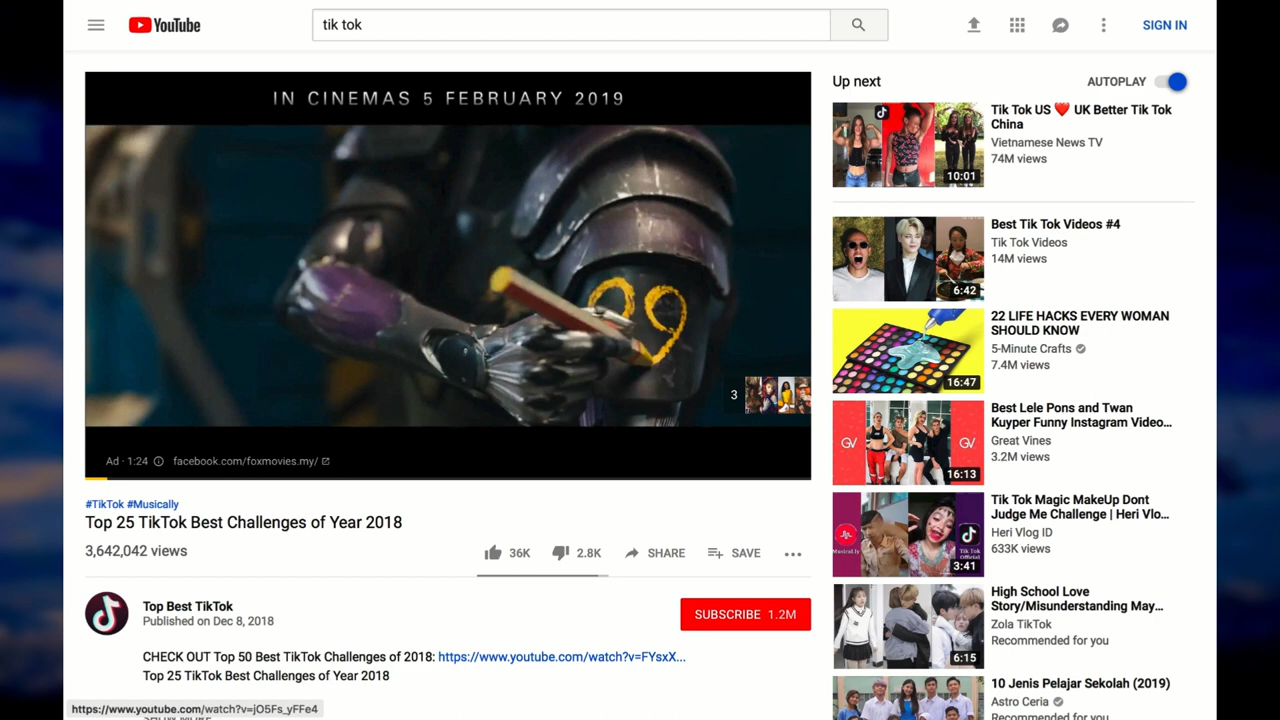 YouTube
tik tok
SIGN IN
IN CINEMAS 5 FEBRUARY 2019
99
3
Ad · 1:24
facebook.com/foxmovies.my/
#TikTok #Musically
Top 25 TikTok Best Challenges of Year 2018
3,642,042 views
36K
2.8K
SHARE
SAVE
Top Best TikTok
Published on Dec 8, 2018
SUBSCRIBE 1.2M
CHECK OUT Top 50 Best TikTok Challenges of 2018: https://www.youtube.com/watch?v=FYsxX...
Top 25 TikTok Best Challenges of Year 2018
https://www.youtube.com/watch?v=jO5Fs_yFFe4
Up next
AUTOPLAY
Tik Tok US ❤️ UK Better Tik Tok
China
Vietnamese News TV
74M views
10:01
Best Tik Tok Videos #4
Tik Tok Videos
14M views
6:42
22 LIFE HACKS EVERY WOMAN
SHOULD KNOW
5-Minute Crafts
7.4M views
16:47
Best Lele Pons and Twan
Kuyper Funny Instagram Video...
Great Vines
3.2M views
GV
GV
16:13
Tik Tok Magic MakeUp Dont
Judge Me Challenge | Heri Vlo...
Heri Vlog ID
633K views
Musical.ly
Tik Tok
Official
3:41
High School Love
Story/Misunderstanding May...
Zola TikTok
Recommended for you
6:15
10 Jenis Pelajar Sekolah (2019)
Astro Ceria
Recommended for you